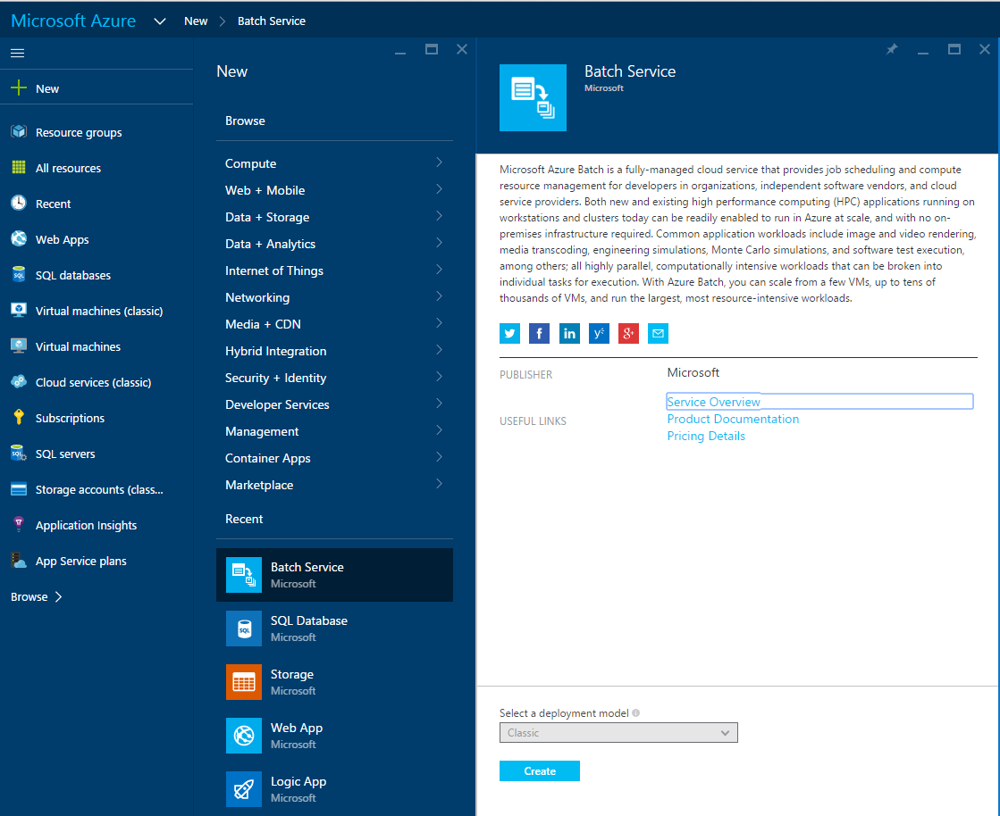 Microsoft Azure
New
Batch Service
New
Resource groups
All resources
Recent
Web Apps
SQL databases
Virtual machines (classic)
Virtual machines
Cloud services (classic)
Subscriptions
SQL servers
Storage accounts (class...
Application Insights
App Service plans
Browse
New
Browse
Compute
Web + Mobile
Data + Storage
Data + Analytics
Internet of Things
Networking
Media + CDN
Hybrid Integration
Security + Identity
Developer Services
Management
Container Apps
Marketplace
Recent
Batch Service
Microsoft
SQL
SQL Database
Microsoft
Storage
Microsoft
Web App
Microsoft
Logic App
Microsoft
Batch Service
Microsoft
Microsoft Azure Batch is a fully-managed cloud service that provides job scheduling and compute
resource management for developers in organizations, independent software vendors, and cloud
service providers. Both new and existing high performance computing (HPC) applications running on
workstations and clusters today can be readily enabled to run in Azure at scale, and with no on-
premises infrastructure required. Common application workloads include image and video rendering,
media transcoding, engineering simulations, Monte Carlo simulations, and software test execution,
among others; all highly parallel, computationally intensive workloads that can be broken into
individual tasks for execution. With Azure Batch, you can scale from a few VMs, up to tens of
thousands of VMs, and run the largest, most resource-intensive workloads.
PUBLISHER
Microsoft
USEFUL LINKS
Service Overview
Product Documentation
Pricing Details
Select a deployment model
Classic
Create